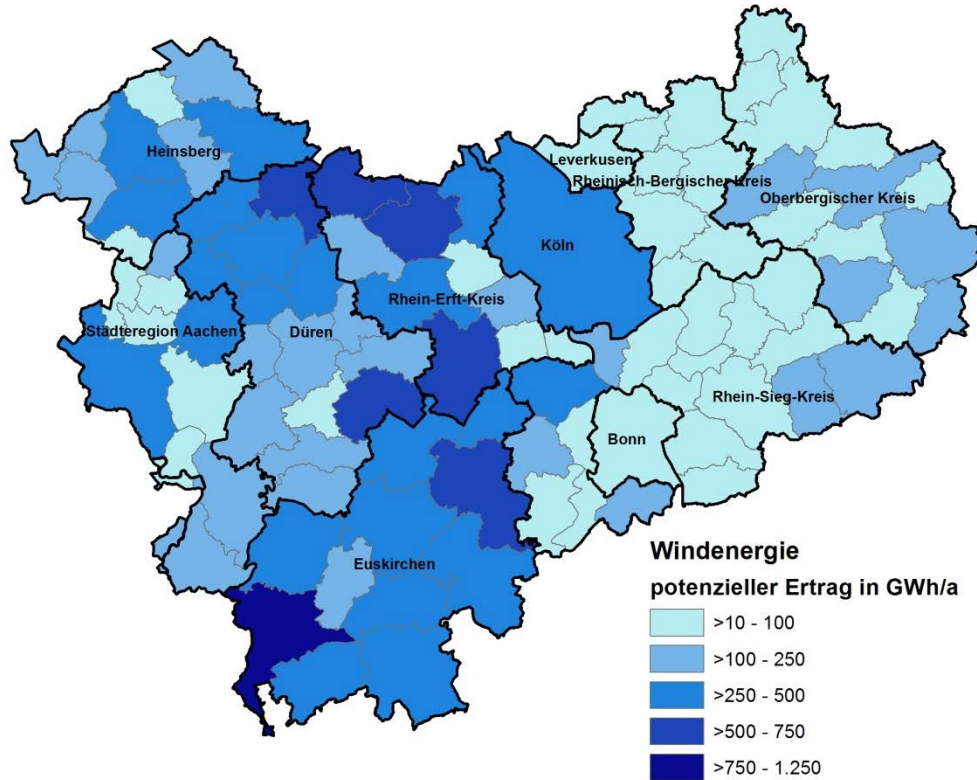 Heinsberg
Leverkusen
Rheinisch-Bergischer Kreis
Oberbergischer Kreis
Köln
Rhein-Erft-Kreis
Städteregion Aachen
Düren
Rhein-Sieg-Kreis
Bonn
Euskirchen
Windenergie
potenzieller Ertrag in GWh/a
>10 - 100
>100 - 250
>250 - 500
>500 - 750
>750 - 1.250